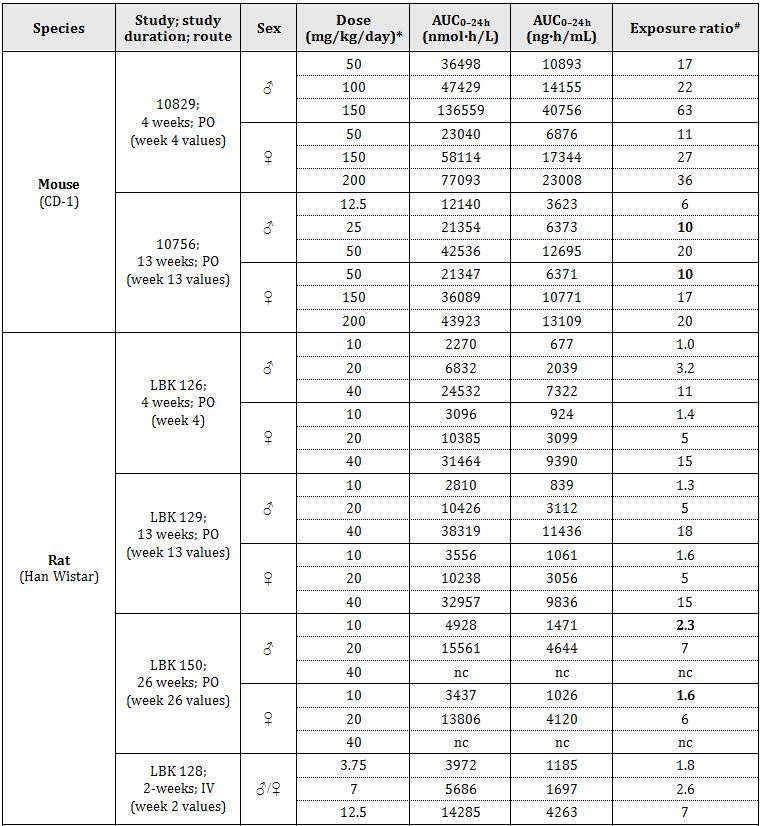 Species Study; study duration; route Sex Dose (mg/kg/day)* AUC0–24h (nmol·h/L) AUC0–24h (ng·h/mL) Exposure ratio#
Mouse (CD-1) 10829; 4 weeks; PO (week 4 values) ♂ 50 36498 10893 17
100 47429 14155 22
150 136559 40756 63
♀ 50 23040 6876 11
150 58114 17344 27
200 77093 23008 36
10756; 13 weeks; PO (week 13 values) ♂ 12.5 12140 3623 6
25 21354 6373 10
50 42536 12695 20
♀ 50 21347 6371 10
150 36089 10771 17
200 43923 13109 20
Rat (Han Wistar) LBK 126; 4 weeks; PO (week 4) ♂ 10 2270 677 1.0
20 6832 2039 3.2
40 24532 7322 11
♀ 10 3096 924 1.4
20 10385 3099 5
40 31464 9390 15
LBK 129; 13 weeks; PO (week 13 values) ♂ 10 2810 839 1.3
20 10426 3112 5
40 38319 11436 18
♀ 10 3556 1061 1.6
20 10238 3056 5
40 32957 9836 15
LBK 150; 26 weeks; PO (week 26 values) ♂ 10 4928 1471 2.3
20 15561 4644 7
40 nc nc nc
♀ 10 3437 1026 1.6
20 13806 4120 6
40 nc nc nc
LBK 128; 2-weeks; IV (week 2 values) ♂/♀ 3.75 3972 1185 1.8
7 5686 1697 2.6
12.5 14285 4263 7